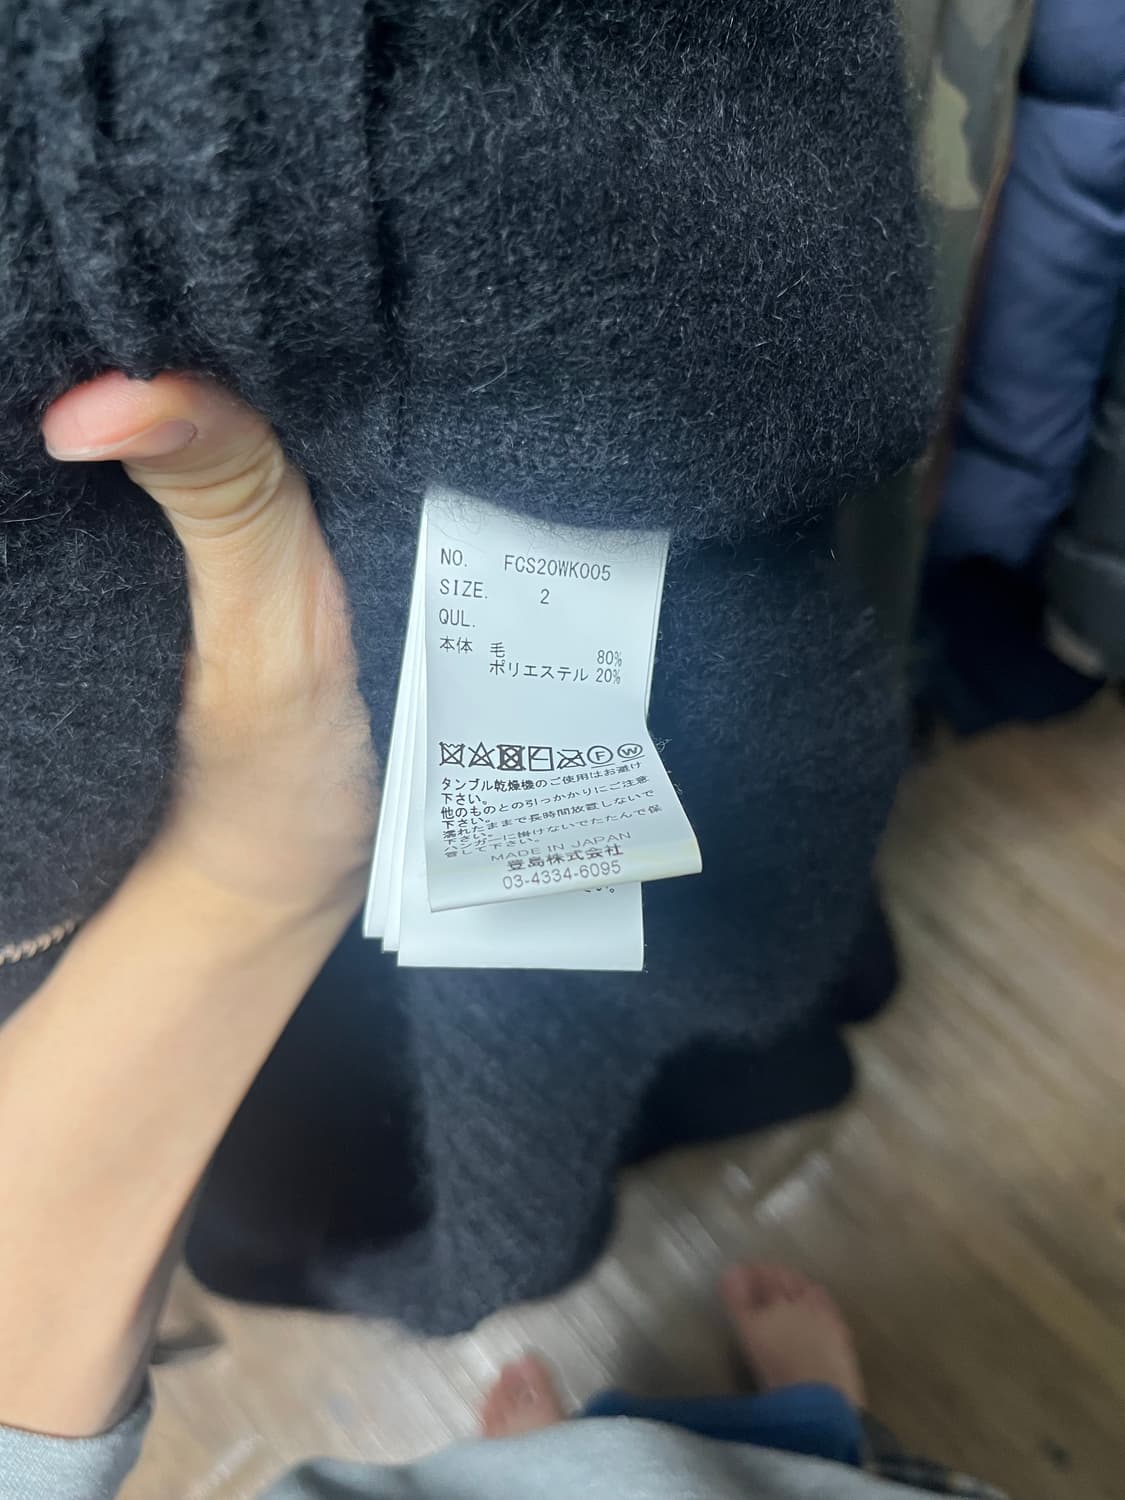 NO. FCS20WK005
SIZE. 2
QUL.
本体 毛 80%
ポリエステル 20%
F W
タンブル乾燥機のご使用はお避け
下さい。
他のものとの引っかかりにご注意
下さい。
濡れたままで長時間放置しないで
下さい。
ハンガーに掛けないでたたんで保
管して下さい。
MADE IN JAPAN
登島株式会社
03-4334-6095